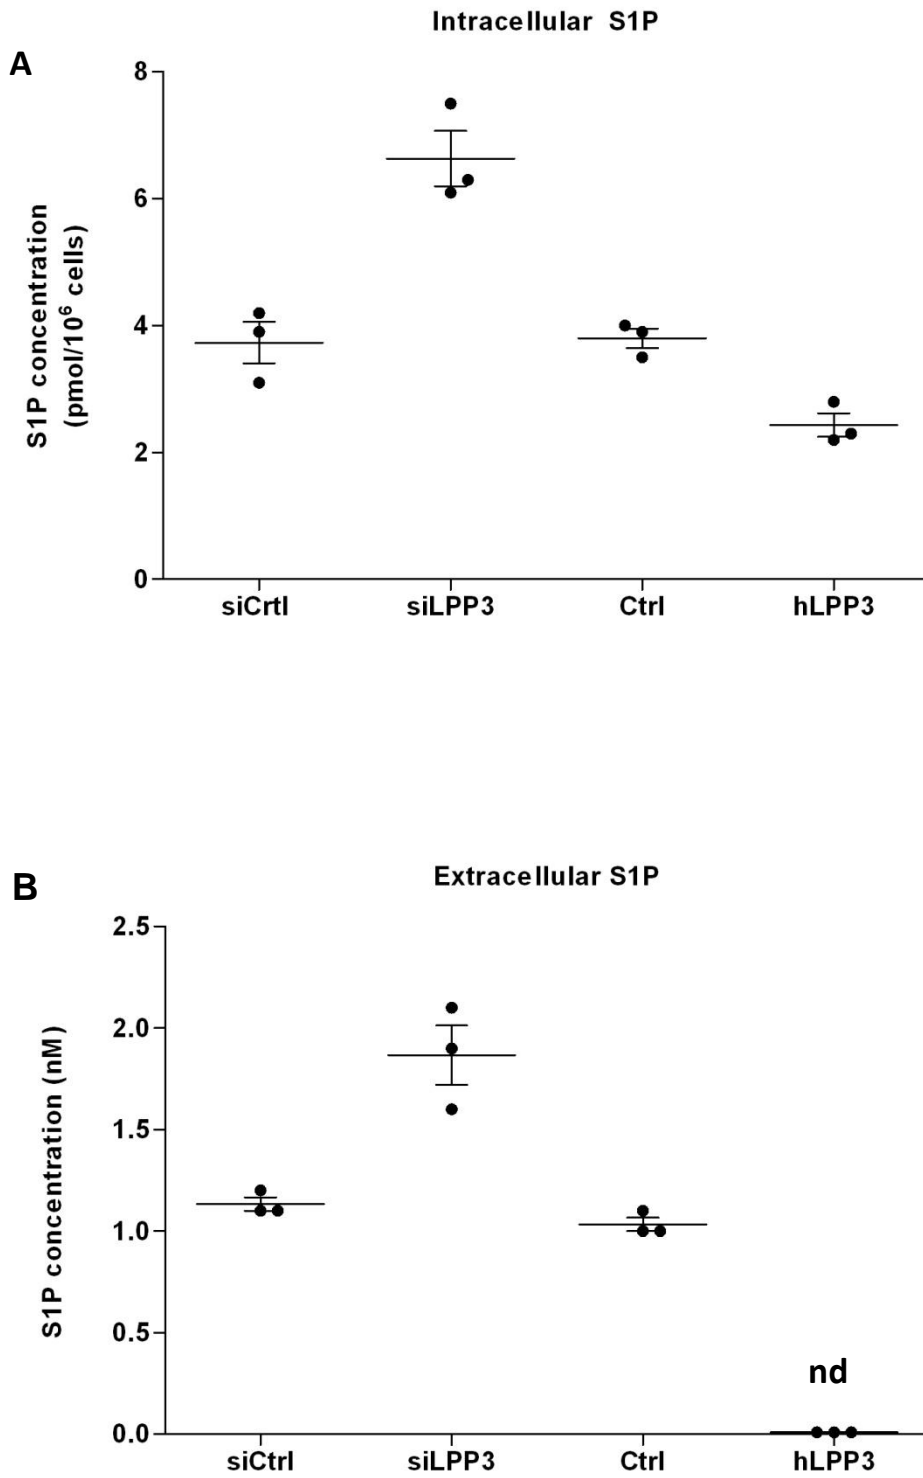 Intracellular S1P
A
8
6
4
2
0
S1P concentration
(pmol/10⁶ cells)
siCrtl
siLPP3
Ctrl
hLPP3
Extracellular S1P
B
2.5
2.0
1.5
1.0
0.5
0.0
S1P concentration (nM)
nd
siCtrl
siLPP3
Ctrl
hLPP3